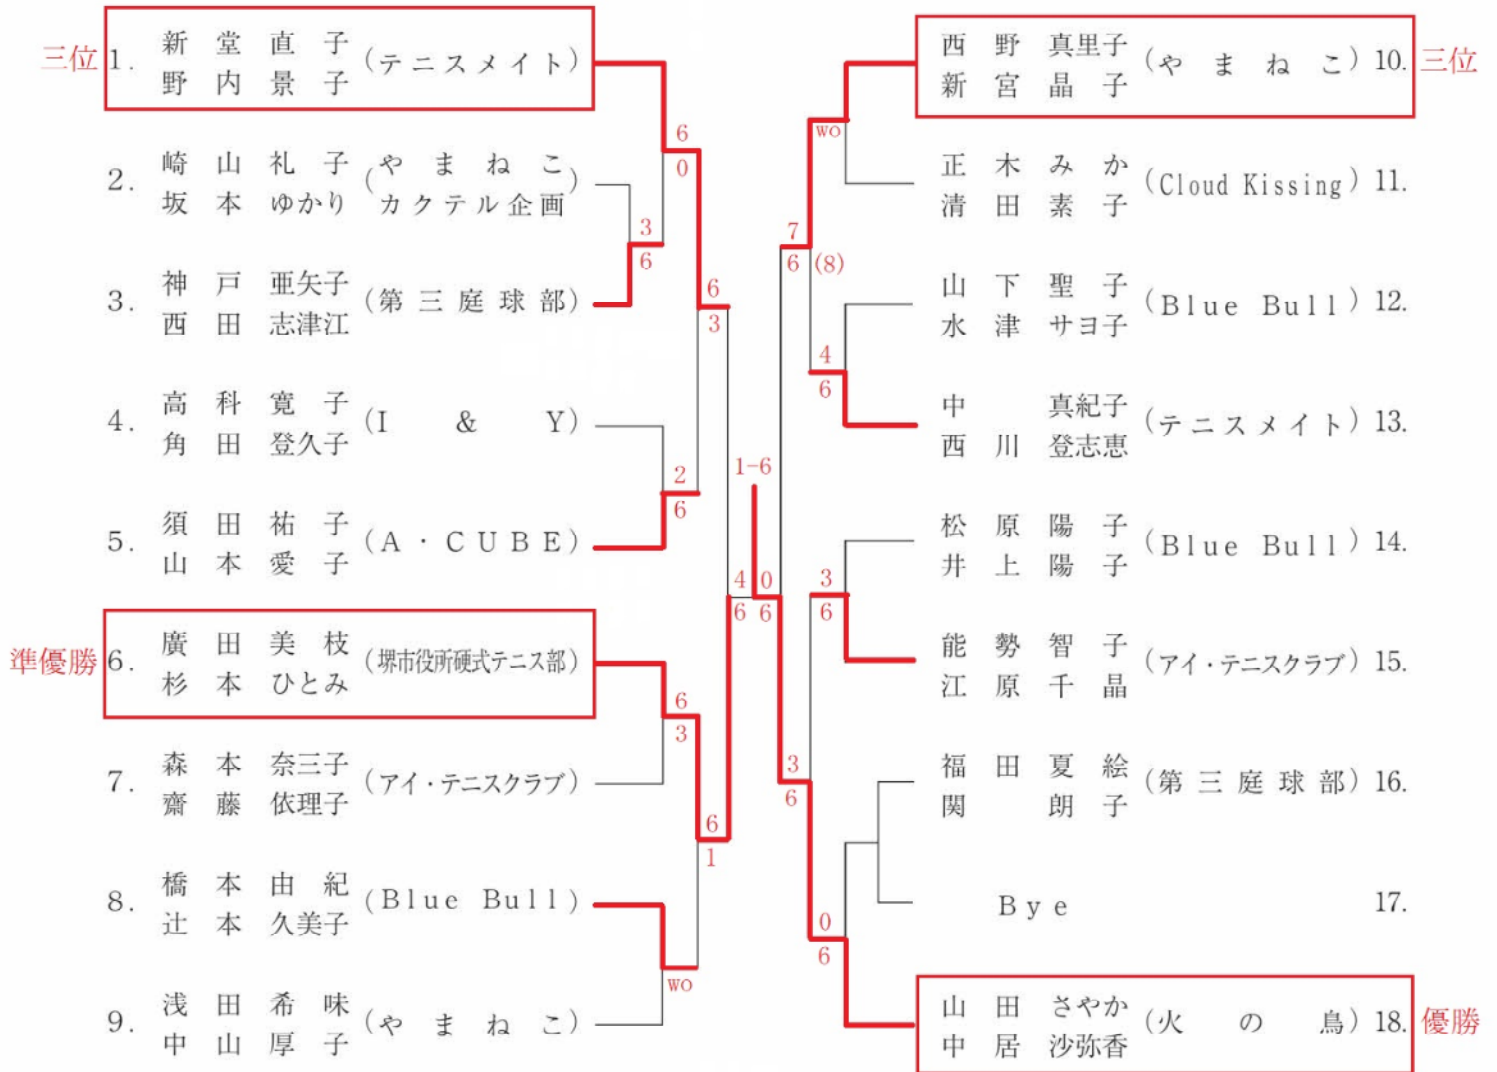 三位 1. 新堂直子 (テニスメイト)
野内景子
6
0
2. 崎山礼子 (やまねこ
坂本ゆかり カクテル企画)
3
6
3. 神戸亜矢子 (第三庭球部)
西田志津江
6
3
4. 高科寛子 (I & Y)
角田登久子
2
6
5. 須田祐子 (A・CUBE)
山本愛子
1-6
4 0
6 6
準優勝 6. 廣田美枝 (堺市役所硬式テニス部)
杉本ひとみ
6
3
7. 森本奈三子 (アイ・テニスクラブ)
齋藤依理子
6
1
8. 橋本由紀 (Blue Bull)
辻本久美子
WO
9. 浅田希味 (やまねこ)
中山厚子
西野真里子 (やまねこ) 10. 三位
新宮晶子
WO
正木みか (Cloud Kissing) 11.
清田素子
7
6 (8)
山下聖子 (Blue Bull) 12.
水津サヨ子
4
6
中真紀子 (テニスメイト) 13.
西川登志恵
松原陽子 (Blue Bull) 14.
井上陽子
3
6
能勢智子 (アイ・テニスクラブ) 15.
江原千晶
3
6
福田夏絵 (第三庭球部) 16.
関朗子
Bye 17.
0
6
山田さやか (火の鳥) 18. 優勝
中居沙弥香